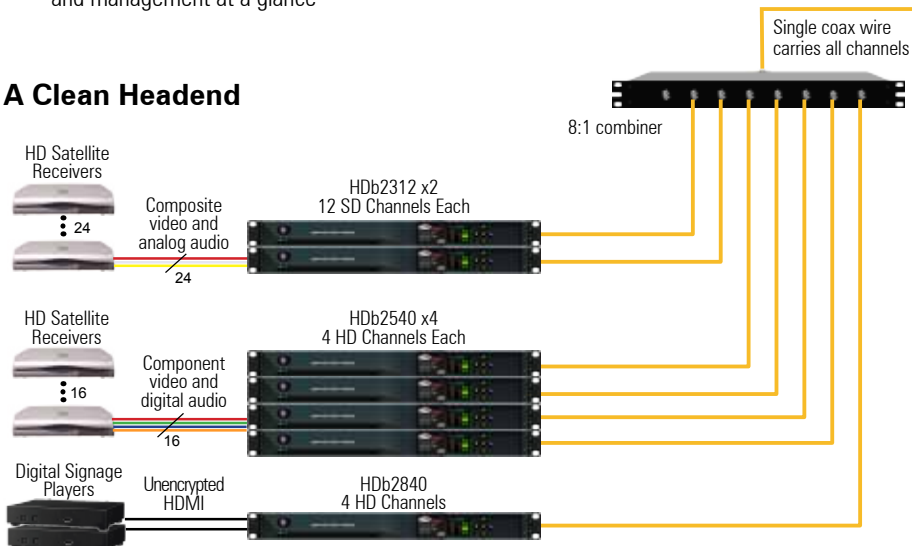 and management at a glance
Single coax wire
carries all channels
A Clean Headend
8:1 combiner
HD Satellite
Receivers
24
Composite
video and
analog audio
24
HDb2312 x2
12 SD Channels Each
HD Satellite
Receivers
16
Component
video and
digital audio
16
HDb2540 x4
4 HD Channels Each
Digital Signage
Players
Unencrypted
HDMI
HDb2840
4 HD Channels